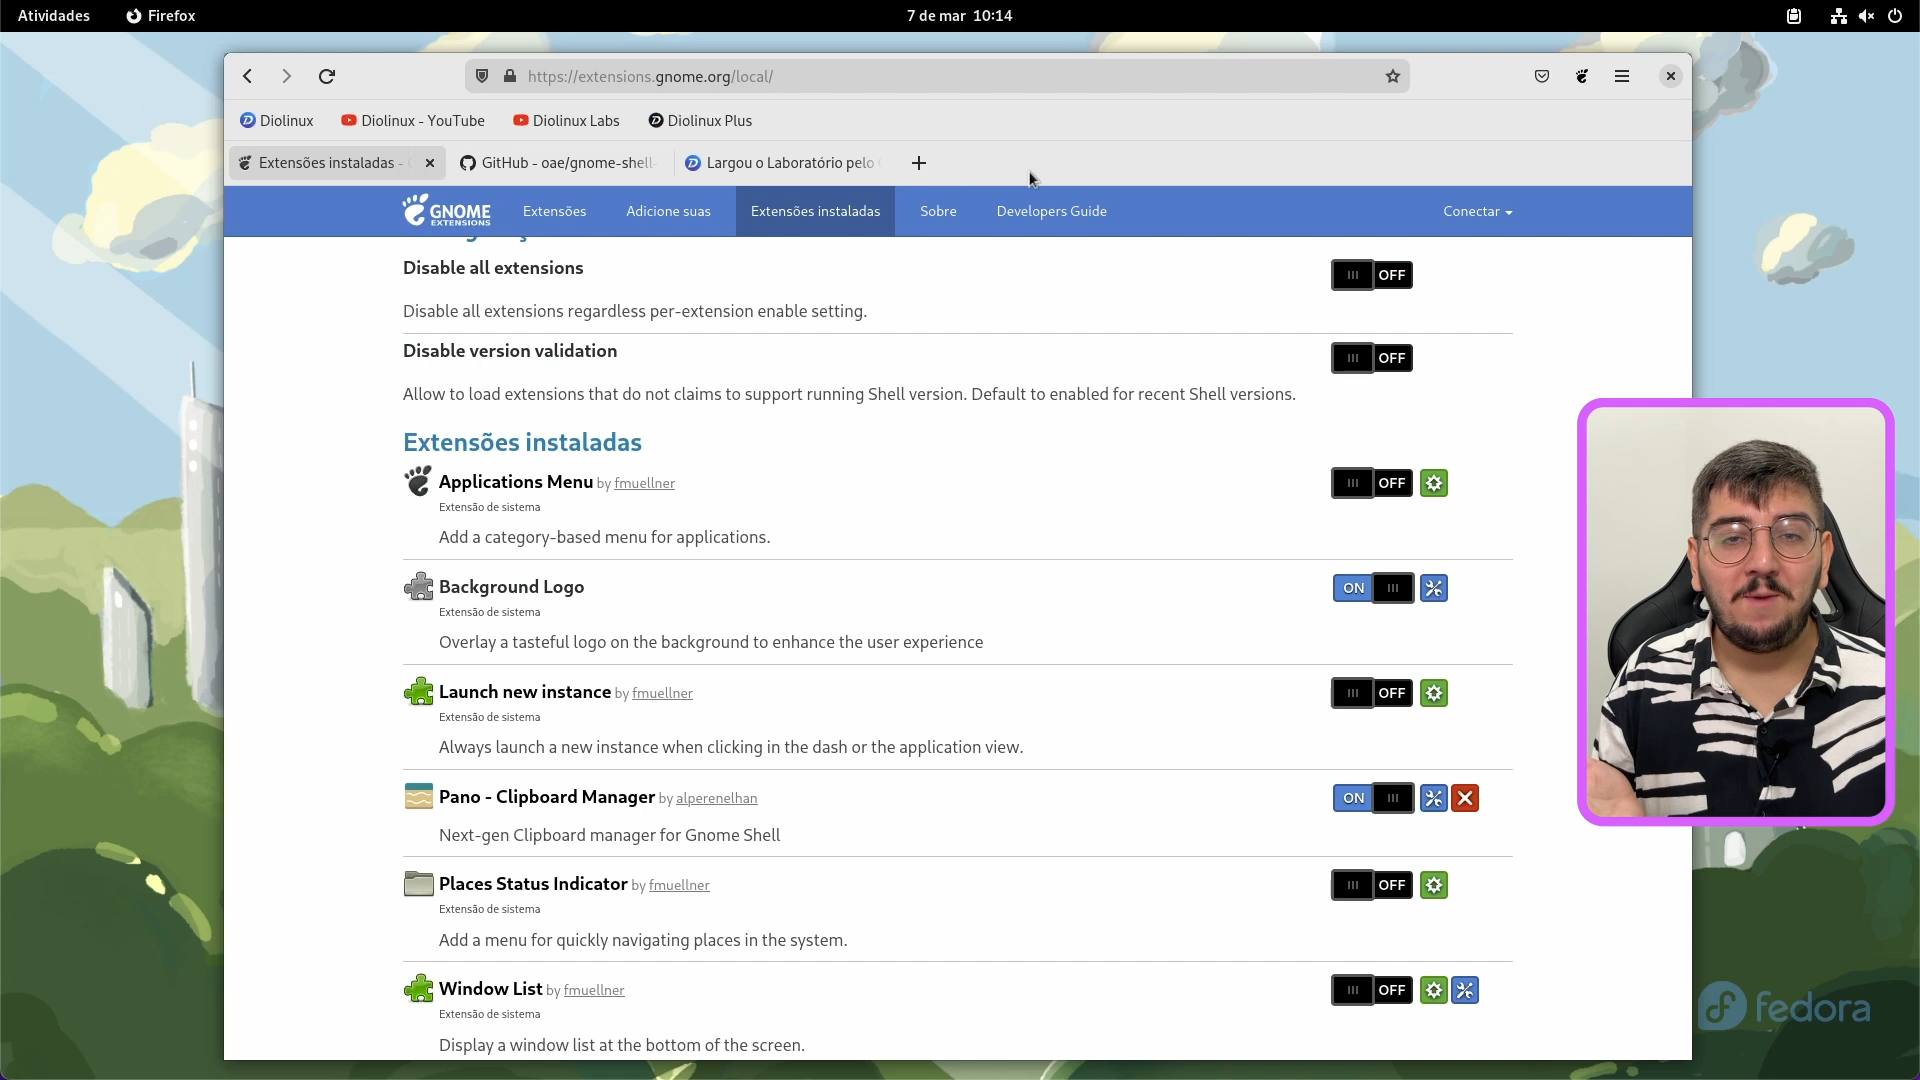 Atividades Firefox 7 de mar 10:14
https://extensions.gnome.org/local/
Diolinux Diolinux - YouTube Diolinux Labs Diolinux Plus
Extensões instaladas - GitHub - oae/gnome-shell- Largou o Laboratório pelo
GNOME EXTENSIONS Extensões Adicione suas Extensões instaladas Sobre Developers Guide Conectar
Disable all extensions OFF
Disable all extensions regardless per-extension enable setting.
Disable version validation OFF
Allow to load extensions that do not claims to support running Shell version. Default to enabled for recent Shell versions.
Extensões instaladas
Applications Menu by fmuellner OFF
Extensão de sistema
Add a category-based menu for applications.
Background Logo ON
Extensão de sistema
Overlay a tasteful logo on the background to enhance the user experience
Launch new instance by fmuellner OFF
Extensão de sistema
Always launch a new instance when clicking in the dash or the application view.
Pano - Clipboard Manager by alperenelhan ON
Next-gen Clipboard manager for Gnome Shell
Places Status Indicator by fmuellner OFF
Extensão de sistema
Add a menu for quickly navigating places in the system.
Window List by fmuellner OFF
Extensão de sistema
Display a window list at the bottom of the screen.
fedora